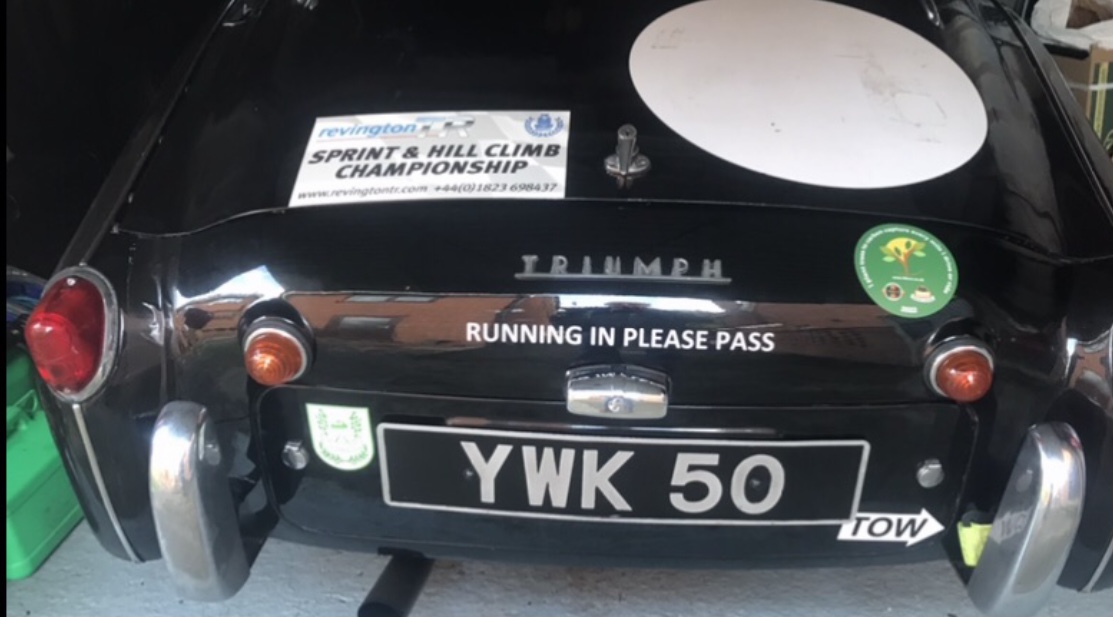 revingtonTR
SPRINT & HILL CLIMB
CHAMPIONSHIP
www.revingtontr.com +44(0)1823 698437
TRIUMPH
RUNNING IN PLEASE PASS
YWK 50
TOW